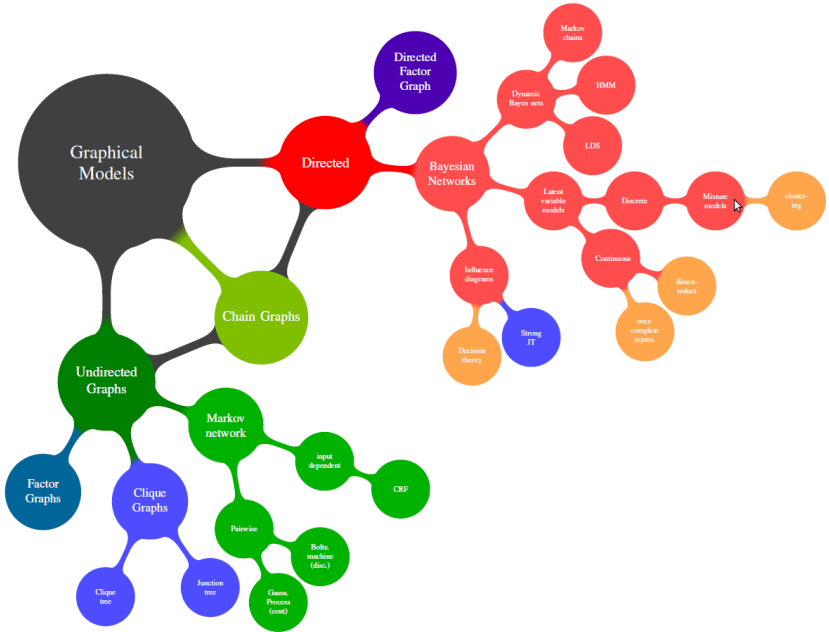 Graphical
Models
Directed
Directed
Factor
Graph
Bayesian
Networks
Dynamic
Bayes nets
Markov
chains
HMM
LDS
Latent
variable
models
Discrete
Mixture
models
cluster-
ing
Continuous
dimen-
reduct
over-
complete
repres.
Influence
diagrams
Strong
JT
Decision
theory
Chain Graphs
Undirected
Graphs
Markov
network
input
dependent
CRF
Pairwise
Boltz.
machine
(disc.)
Gauss.
Process
(cont)
Factor
Graphs
Clique
Graphs
Clique
tree
Junction
tree